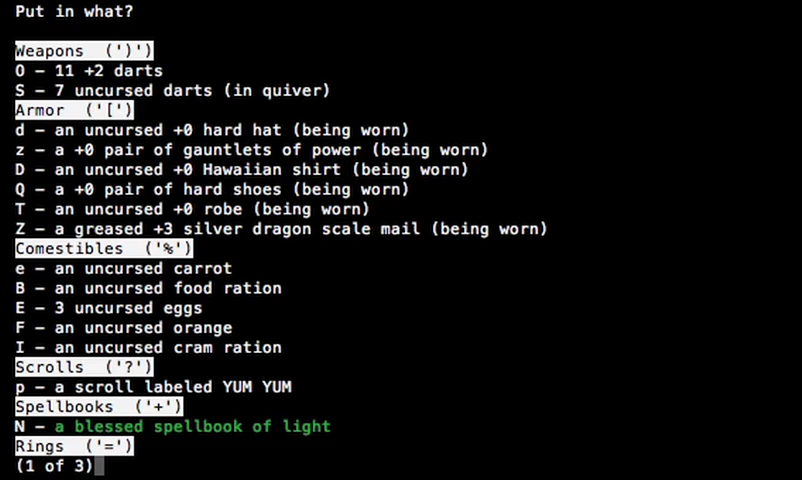 Put in what?
Weapons  (')')
O – 11 +2 darts
S – 7 uncursed darts (in quiver)
Armor  ('[')
d – an uncursed +0 hard hat (being worn)
z – a +0 pair of gauntlets of power (being worn)
D – an uncursed +0 Hawaiian shirt (being worn)
Q – a +0 pair of hard shoes (being worn)
T – an uncursed +0 robe (being worn)
Z – a greased +3 silver dragon scale mail (being worn)
Comestibles  ('%')
e – an uncursed carrot
B – an uncursed food ration
E – 3 uncursed eggs
F – an uncursed orange
I – an uncursed cram ration
Scrolls  ('?')
p – a scroll labeled YUM YUM
Spellbooks  ('+')
N – a blessed spellbook of light
Rings  ('=')
(1 of 3)